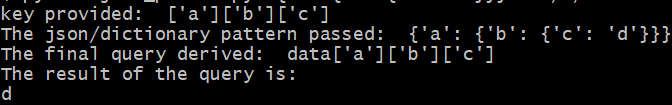 key provided:  ['a']['b']['c']
The json/dictionary pattern passed:  {'a': {'b': {'c': 'd'}}}
The final query derived:  data['a']['b']['c']
The result of the query is:
d